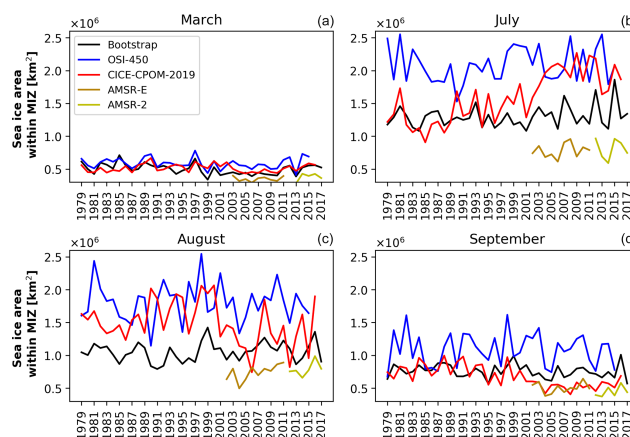 March (a)
×10⁶
Sea ice area
within MIZ [km²]
2.5
2.0
1.5
1.0
0.5
Bootstrap
OSI-450
CICE-CPOM-2019
AMSR-E
AMSR-2
1979 1981 1983 1985 1987 1989 1991 1993 1995 1997 1999 2001 2003 2005 2007 2009 2011 2013 2015 2017
July (b
×10⁶
2.5
2.0
1.5
1.0
0.5
1979 1981 1983 1985 1987 1989 1991 1993 1995 1997 1999 2001 2003 2005 2007 2009 2011 2013 2015 2017
August (c)
×10⁶
Sea ice area
within MIZ [km²]
2.5
2.0
1.5
1.0
0.5
1979 1981 1983 1985 1987 1989 1991 1993 1995 1997 1999 2001 2003 2005 2007 2009 2011 2013 2015 2017
September (d
×10⁶
2.5
2.0
1.5
1.0
0.5
1979 1981 1983 1985 1987 1989 1991 1993 1995 1997 1999 2001 2003 2005 2007 2009 2011 2013 2015 2017